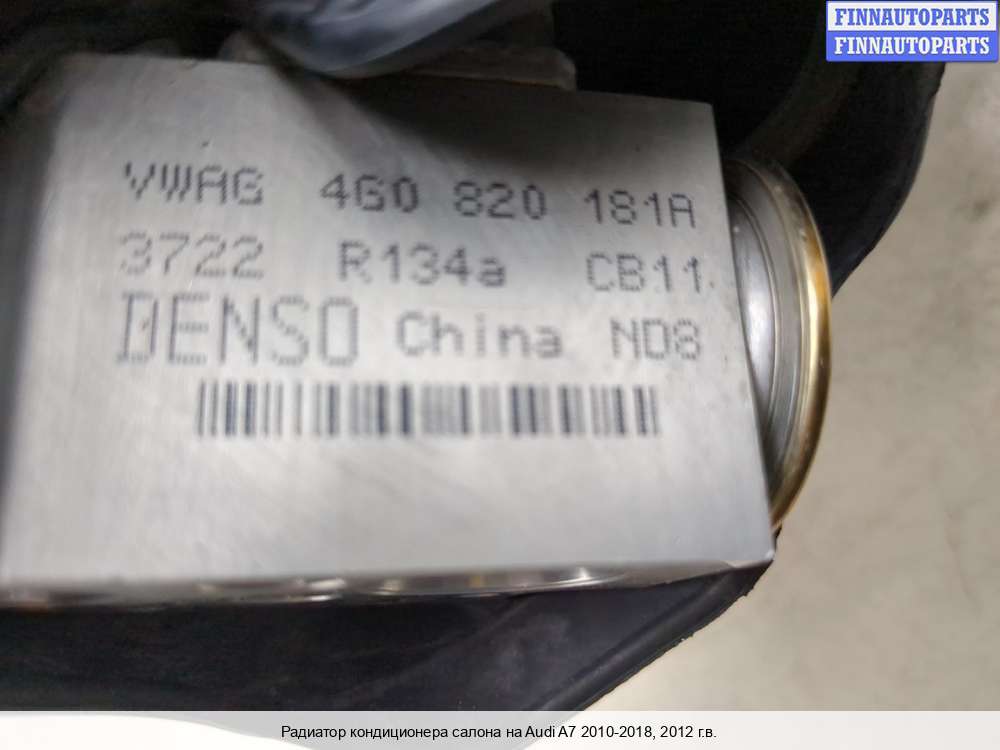 FINNAUTOPARTS
FINNAUTOPARTS
VWAG 4G0 820 181A
3722 R134a CB11
DENSO China ND8
Радиатор кондиционера салона на Audi A7 2010-2018, 2012 г.в.